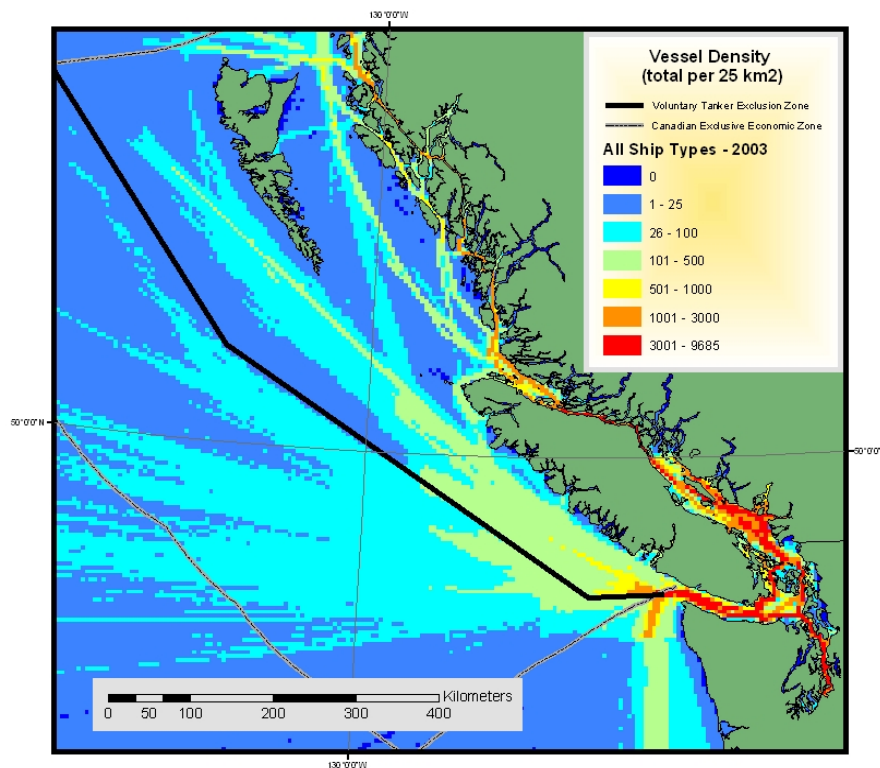 130°0'0"W
Vessel Density
(total per 25 km2)
Voluntary Tanker Exclusion Zone
Canadian Exclusive Economic Zone
All Ship Types - 2003
0
1 - 25
26 - 100
101 - 500
501 - 1000
1001 - 3000
3001 - 9685
50°0'0"N
50°0'0"N
Kilometers
0 50 100 200 300 400
130°0'0"W